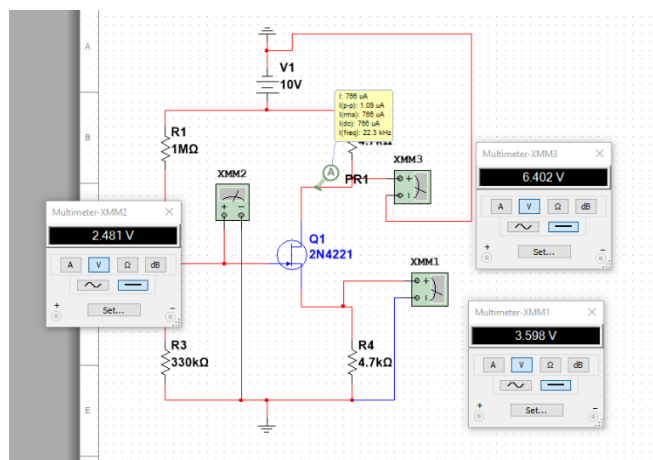 A
V1
10V
I: 766 uA
I(p-p): 1.09 uA
I(rms): 766 uA
I(dc): 766 uA
I(freq): 22.3 kHz
B
R1
1MΩ
4.7kΩ
A
PR1
XMM3
XMM2
Multimeter-XMM3
6.402 V
A V Ω dB
Set...
+ -
Multimeter-XMM2
2.481 V
A V Ω dB
Set...
+ -
Q1
2N4221
XMM1
Multimeter-XMM1
3.598 V
A V Ω dB
Set...
+ -
R3
330kΩ
R4
4.7kΩ
E